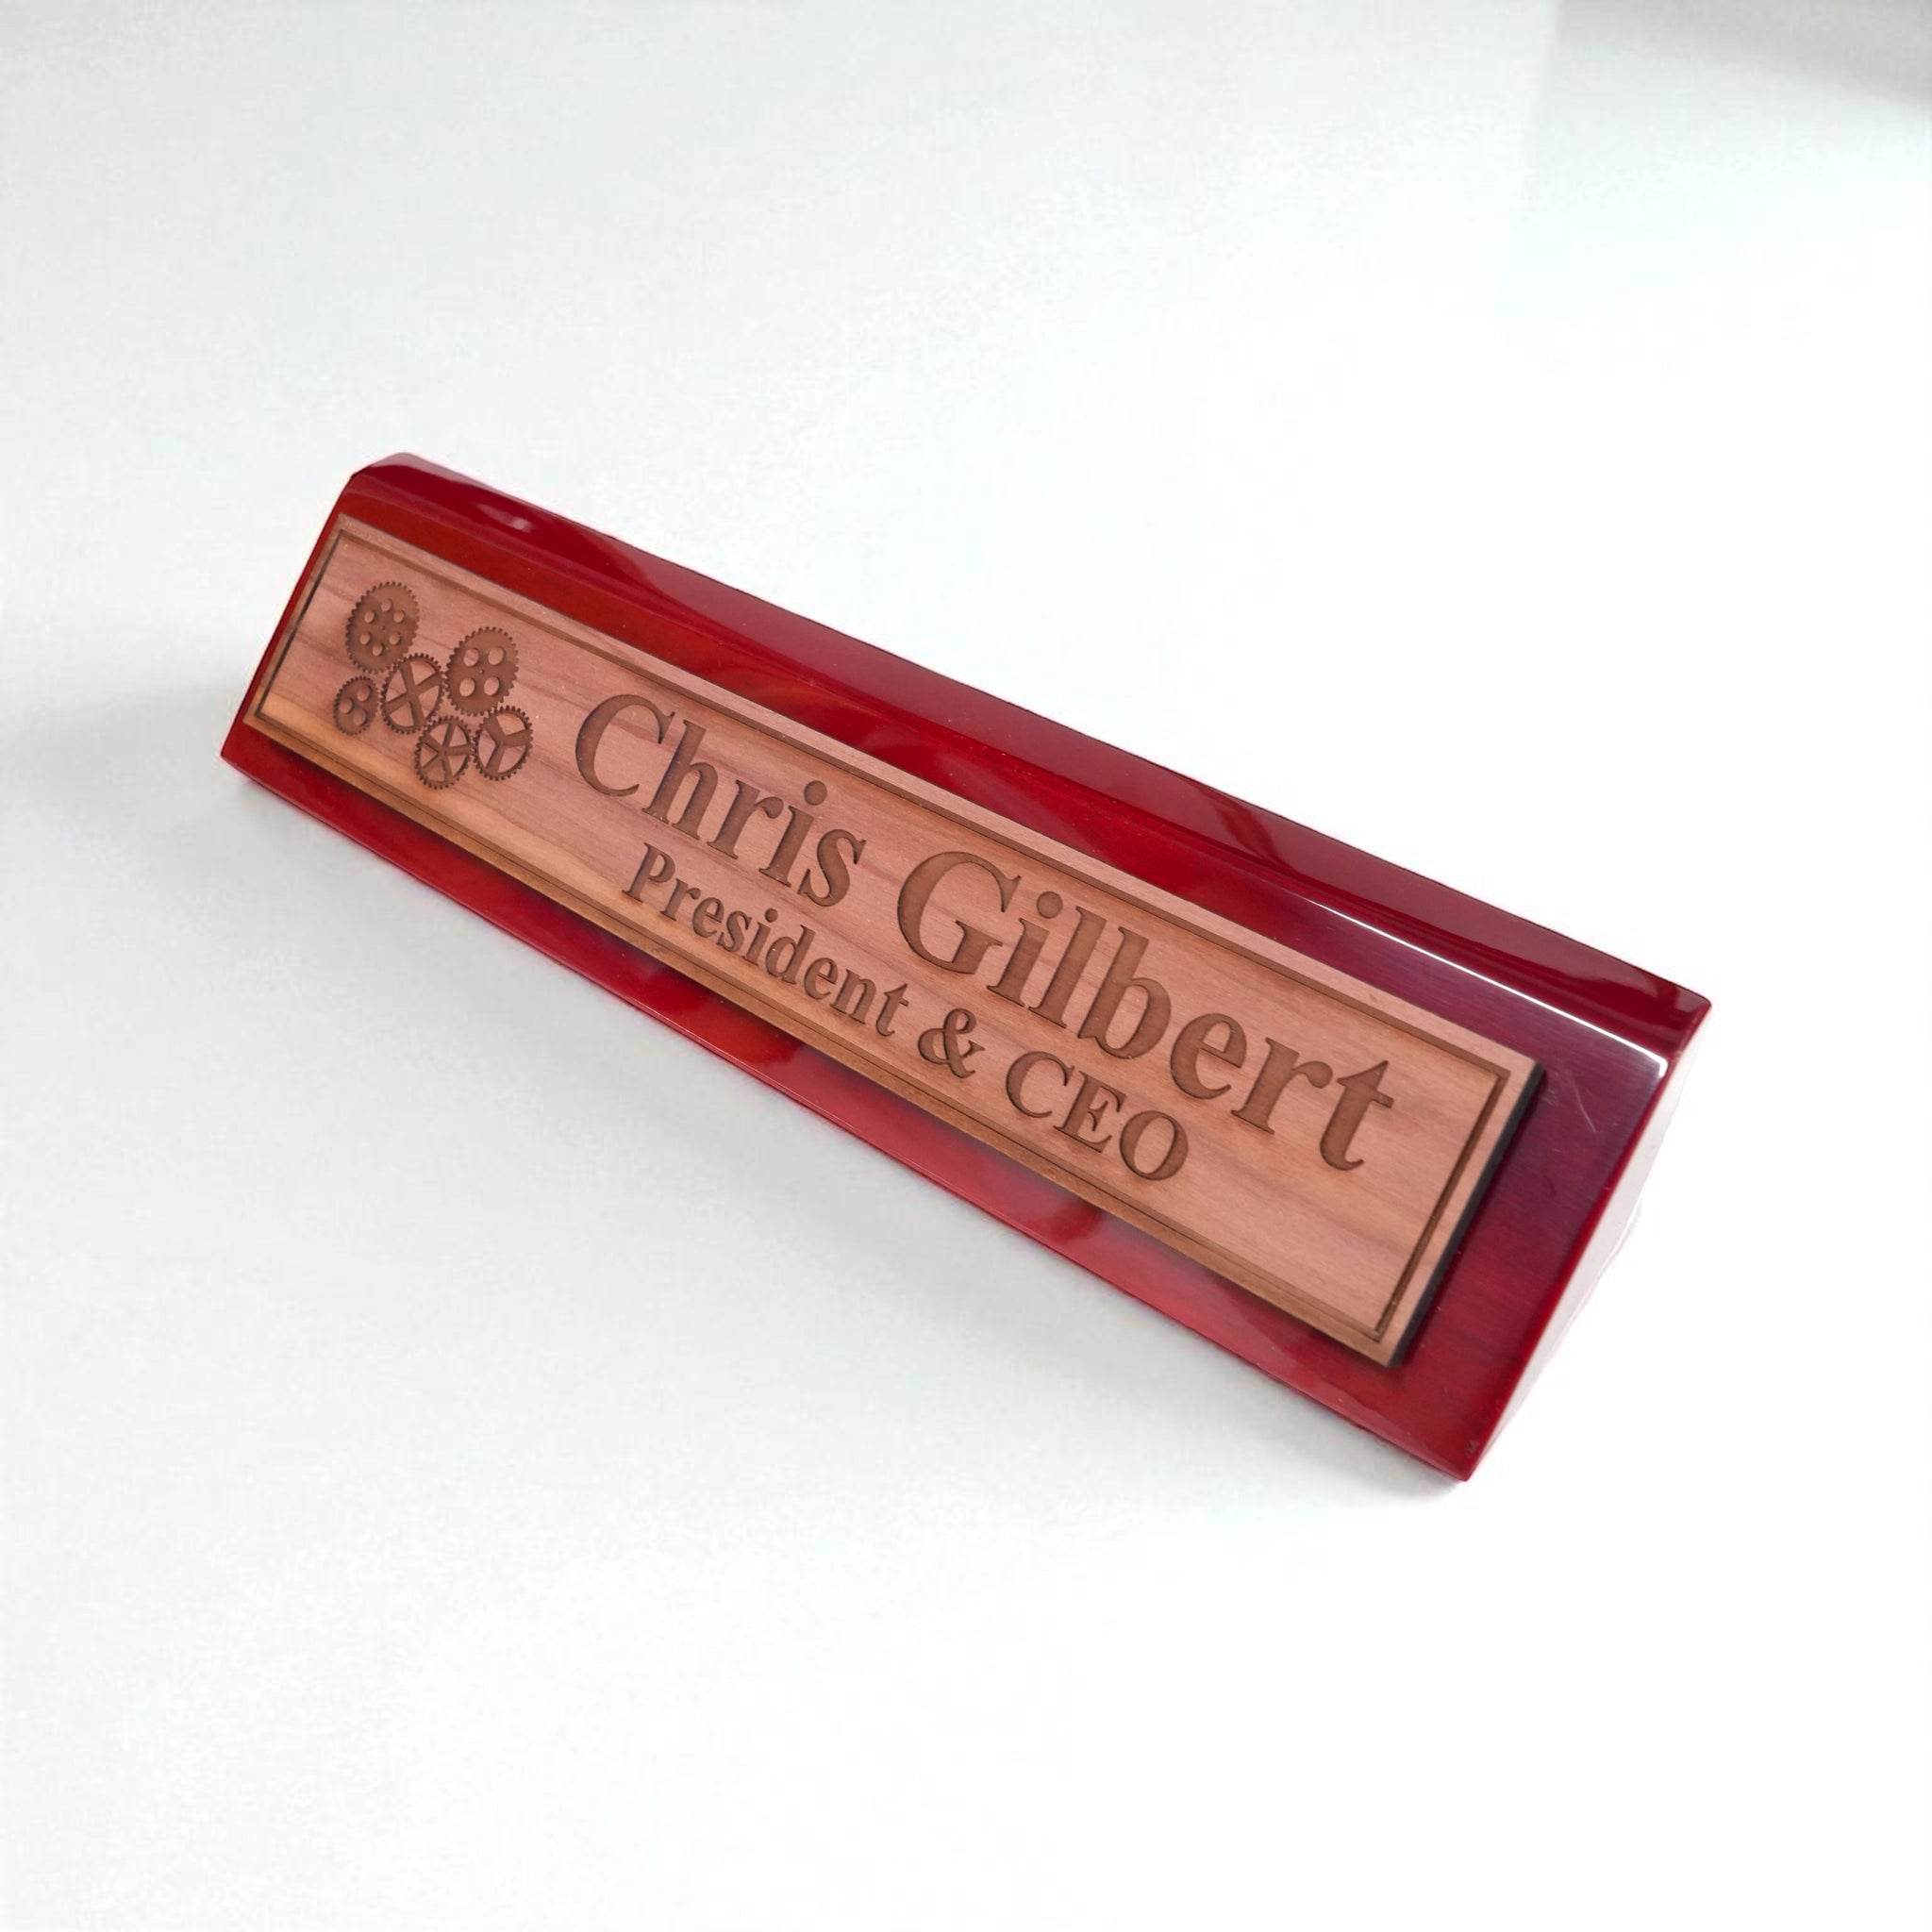 Chris Gilbert
President & CEO